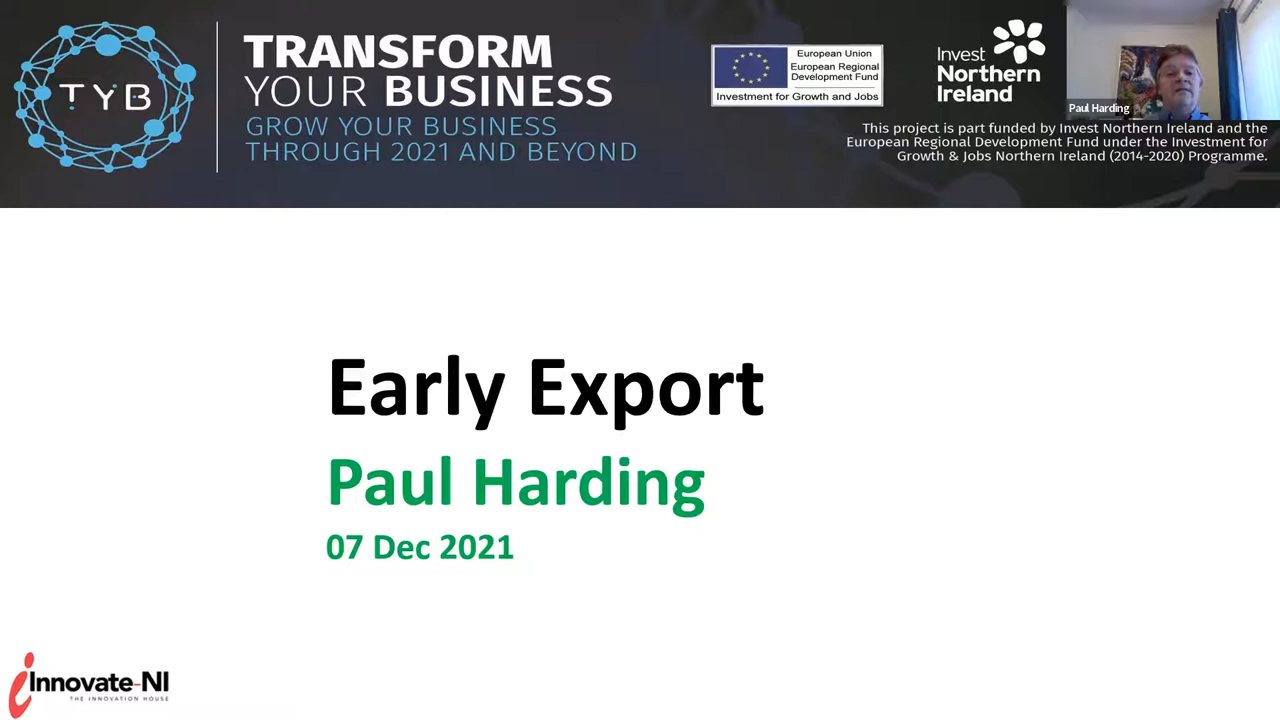 TYB
TRANSFORM
YOUR BUSINESS
GROW YOUR BUSINESS
THROUGH 2021 AND BEYOND
European Union
European Regional
Development Fund
Investment for Growth and Jobs
Invest
Northern
Ireland
Paul Harding
This project is part funded by Invest Northern Ireland and the
European Regional Development Fund under the Investment for
Growth & Jobs Northern Ireland (2014-2020) Programme.
Early Export
Paul Harding
07 Dec 2021
innovate-NI
THE INNOVATION HOUSE